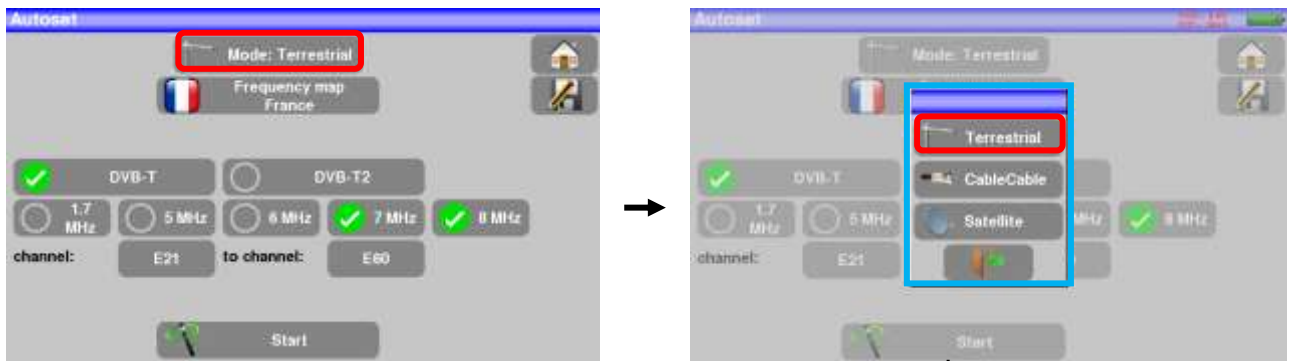 Autoset
Mode: Terrestrial
Frequency map
France
DVB-T
DVB-T2
1.7
MHz
5 MHz
6 MHz
7 MHz
8 MHz
channel:
E21
to channel:
E60
Start
Autoset
Mode: Terrestrial
Terrestrial
CableCable
Satellite
DVB-T
1.7
MHz
5 MHz
MHz
8 MHz
channel:
E21
Start